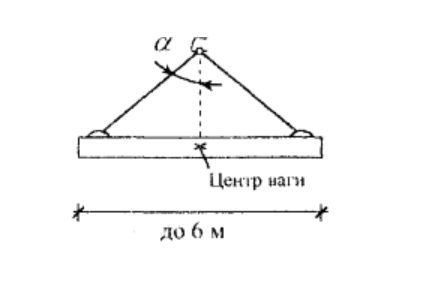 α
Центр ваги
до 6 м